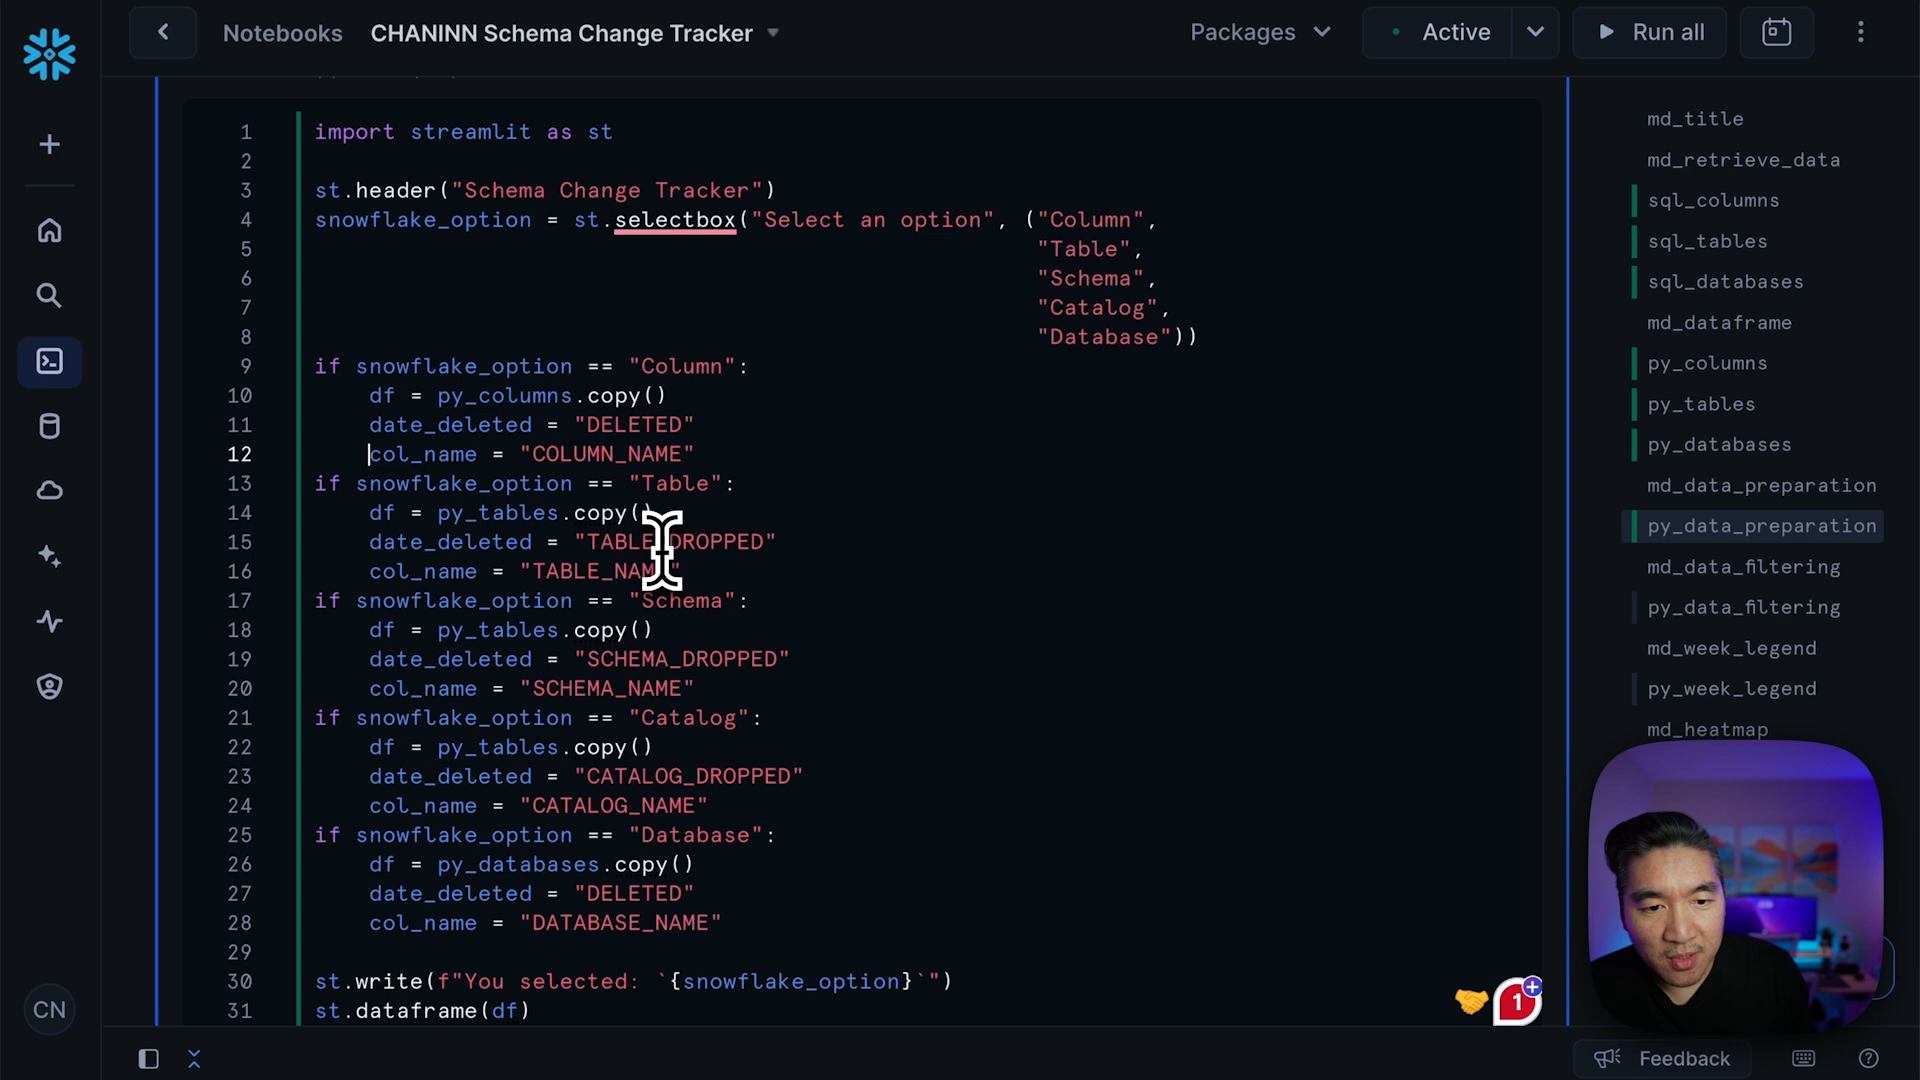 Notebooks CHANINN Schema Change Tracker
Packages
Active
Run all
1 import streamlit as st
2
3 st.header("Schema Change Tracker")
4 snowflake_option = st.selectbox("Select an option", ("Column",
5 "Table",
6 "Schema",
7 "Catalog",
8 "Database"))
9 if snowflake_option == "Column":
10 df = py_columns.copy()
11 date_deleted = "DELETED"
12 col_name = "COLUMN_NAME"
13 if snowflake_option == "Table":
14 df = py_tables.copy()
15 date_deleted = "TABLE_DROPPED"
16 col_name = "TABLE_NAME"
17 if snowflake_option == "Schema":
18 df = py_tables.copy()
19 date_deleted = "SCHEMA_DROPPED"
20 col_name = "SCHEMA_NAME"
21 if snowflake_option == "Catalog":
22 df = py_tables.copy()
23 date_deleted = "CATALOG_DROPPED"
24 col_name = "CATALOG_NAME"
25 if snowflake_option == "Database":
26 df = py_databases.copy()
27 date_deleted = "DELETED"
28 col_name = "DATABASE_NAME"
29
30 st.write(f"You selected: `{snowflake_option}`")
31 st.dataframe(df)
md_title
md_retrieve_data
sql_columns
sql_tables
sql_databases
md_dataframe
py_columns
py_tables
py_databases
md_data_preparation
py_data_preparation
md_data_filtering
py_data_filtering
md_week_legend
py_week_legend
md_heatmap
1
CN
Feedback